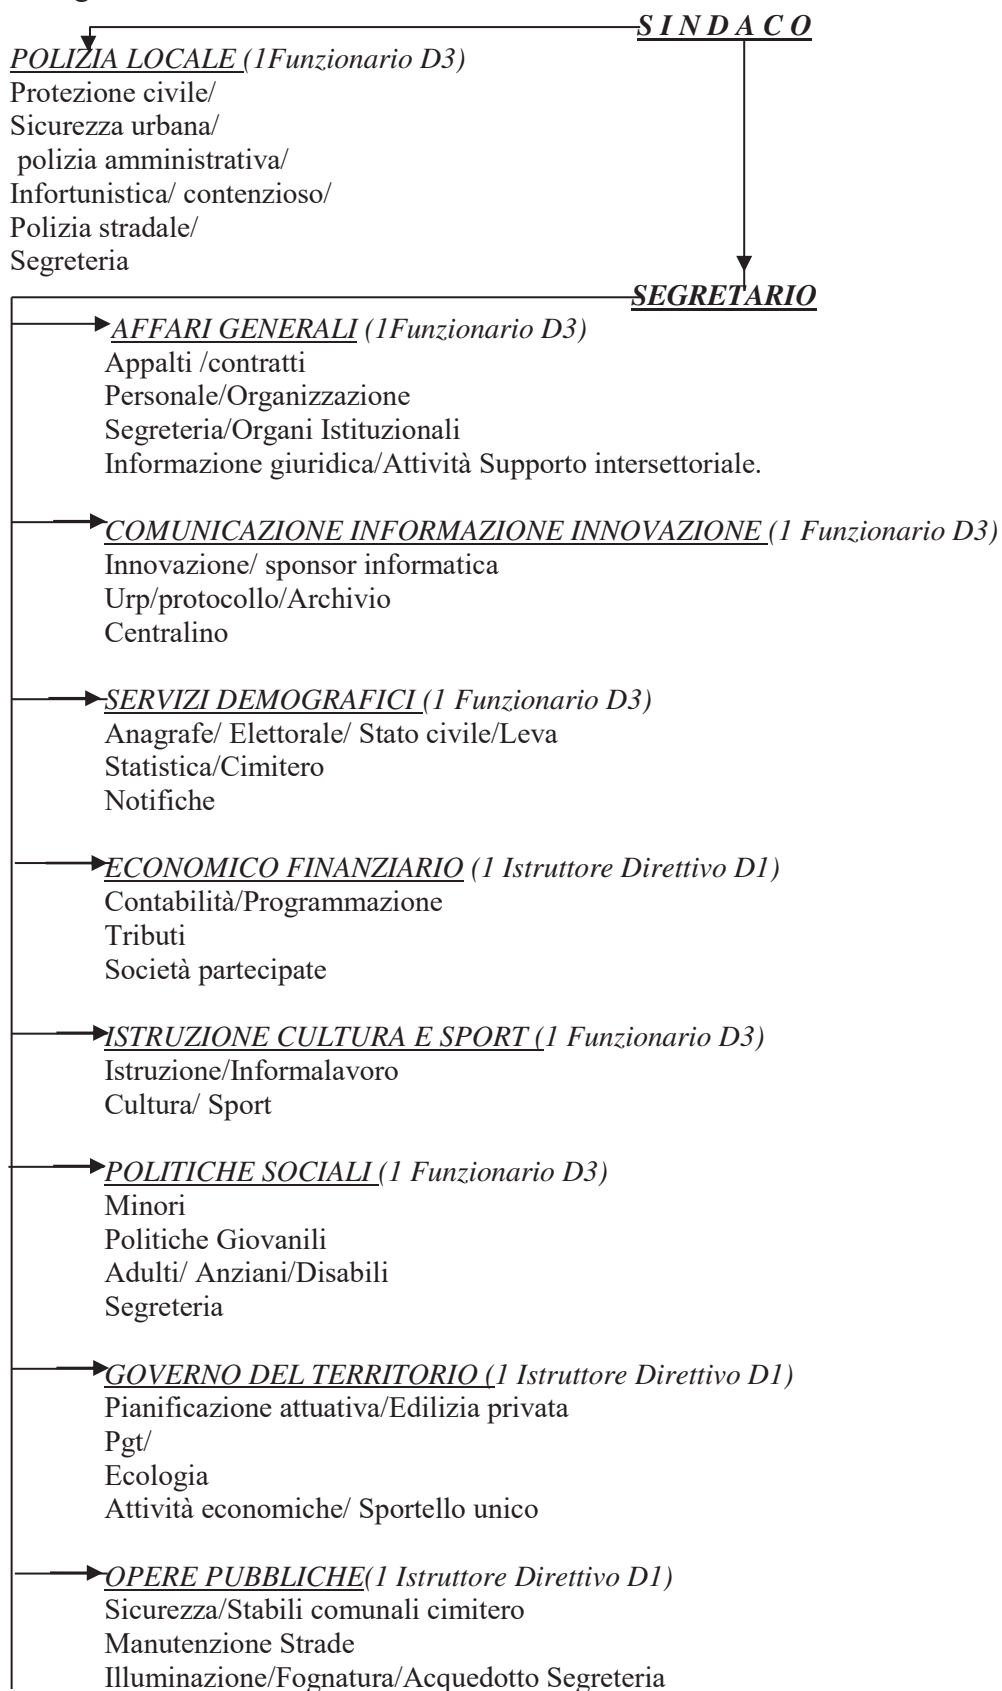 S I N D A C O
POLIZIA LOCALE (1Funzionario D3)
Protezione civile/
Sicurezza urbana/
polizia amministrativa/
Infortunistica/ contenzioso/
Polizia stradale/
Segreteria
SEGRETARIO
AFFARI GENERALI (1Funzionario D3)
Appalti /contratti
Personale/Organizzazione
Segreteria/Organi Istituzionali
Informazione giuridica/Attività Supporto intersettoriale.
COMUNICAZIONE INFORMAZIONE INNOVAZIONE (1 Funzionario D3)
Innovazione/ sponsor informatica
Urp/protocollo/Archivio
Centralino
SERVIZI DEMOGRAFICI (1 Funzionario D3)
Anagrafe/ Elettorale/ Stato civile/Leva
Statistica/Cimitero
Notifiche
ECONOMICO FINANZIARIO (1 Istruttore Direttivo D1)
Contabilità/Programmazione
Tributi
Società partecipate
ISTRUZIONE CULTURA E SPORT (1 Funzionario D3)
Istruzione/Informalavoro
Cultura/ Sport
POLITICHE SOCIALI (1 Funzionario D3)
Minori
Politiche Giovanili
Adulti/ Anziani/Disabili
Segreteria
GOVERNO DEL TERRITORIO (1 Istruttore Direttivo D1)
Pianificazione attuativa/Edilizia privata
Pgt/
Ecologia
Attività economiche/ Sportello unico
OPERE PUBBLICHE(1 Istruttore Direttivo D1)
Sicurezza/Stabili comunali cimitero
Manutenzione Strade
Illuminazione/Fognatura/Acquedotto Segreteria